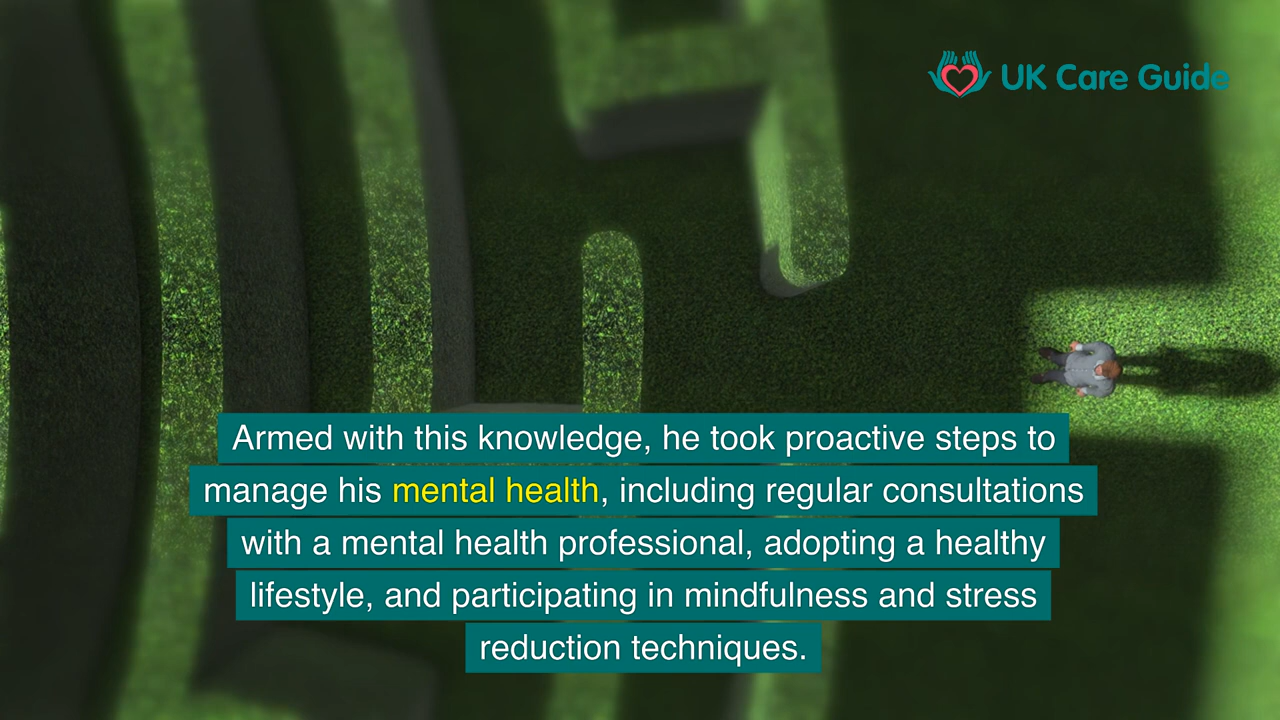 UK Care Guide
Armed with this knowledge, he took proactive steps to
manage his mental health, including regular consultations
with a mental health professional, adopting a healthy
lifestyle, and participating in mindfulness and stress
reduction techniques.